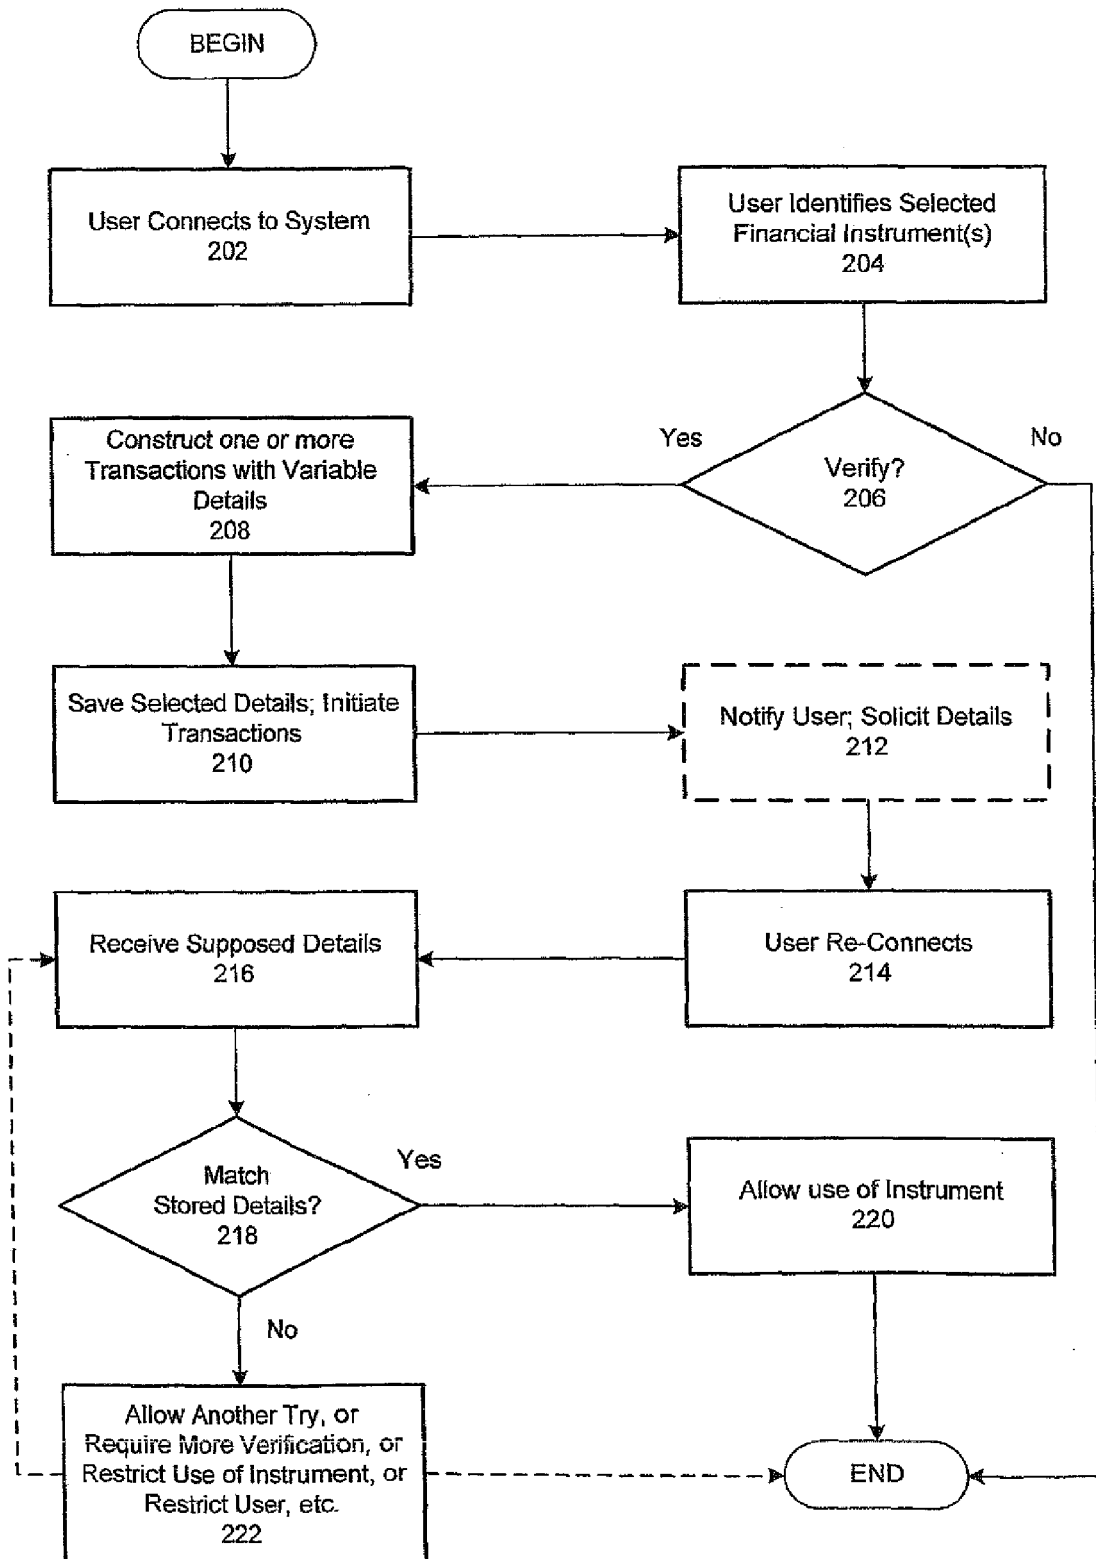 BEGIN
User Connects to System
202
User Identifies Selected
Financial Instrument(s)
204
Verify?
206
Yes
No
Construct one or more
Transactions with Variable
Details
208
Save Selected Details; Initiate
Transactions
210
Notify User; Solicit Details
212
User Re-Connects
214
Receive Supposed Details
216
Match
Stored Details?
218
Yes
No
Allow use of Instrument
220
Allow Another Try, or
Require More Verification, or
Restrict Use of Instrument, or
Restrict User, etc.
222
END